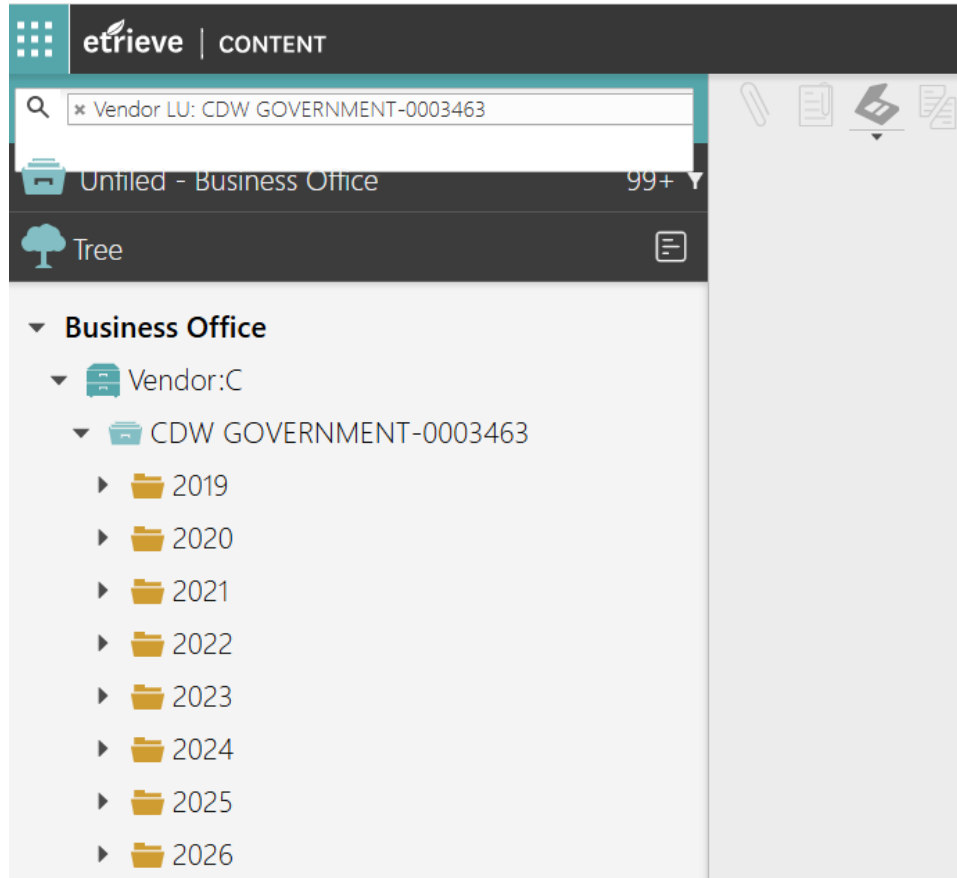 etrieve | CONTENT
× Vendor LU: CDW GOVERNMENT-0003463
Unfiled - Business Office 99+
Tree
Business Office
Vendor:C
CDW GOVERNMENT-0003463
2019
2020
2021
2022
2023
2024
2025
2026